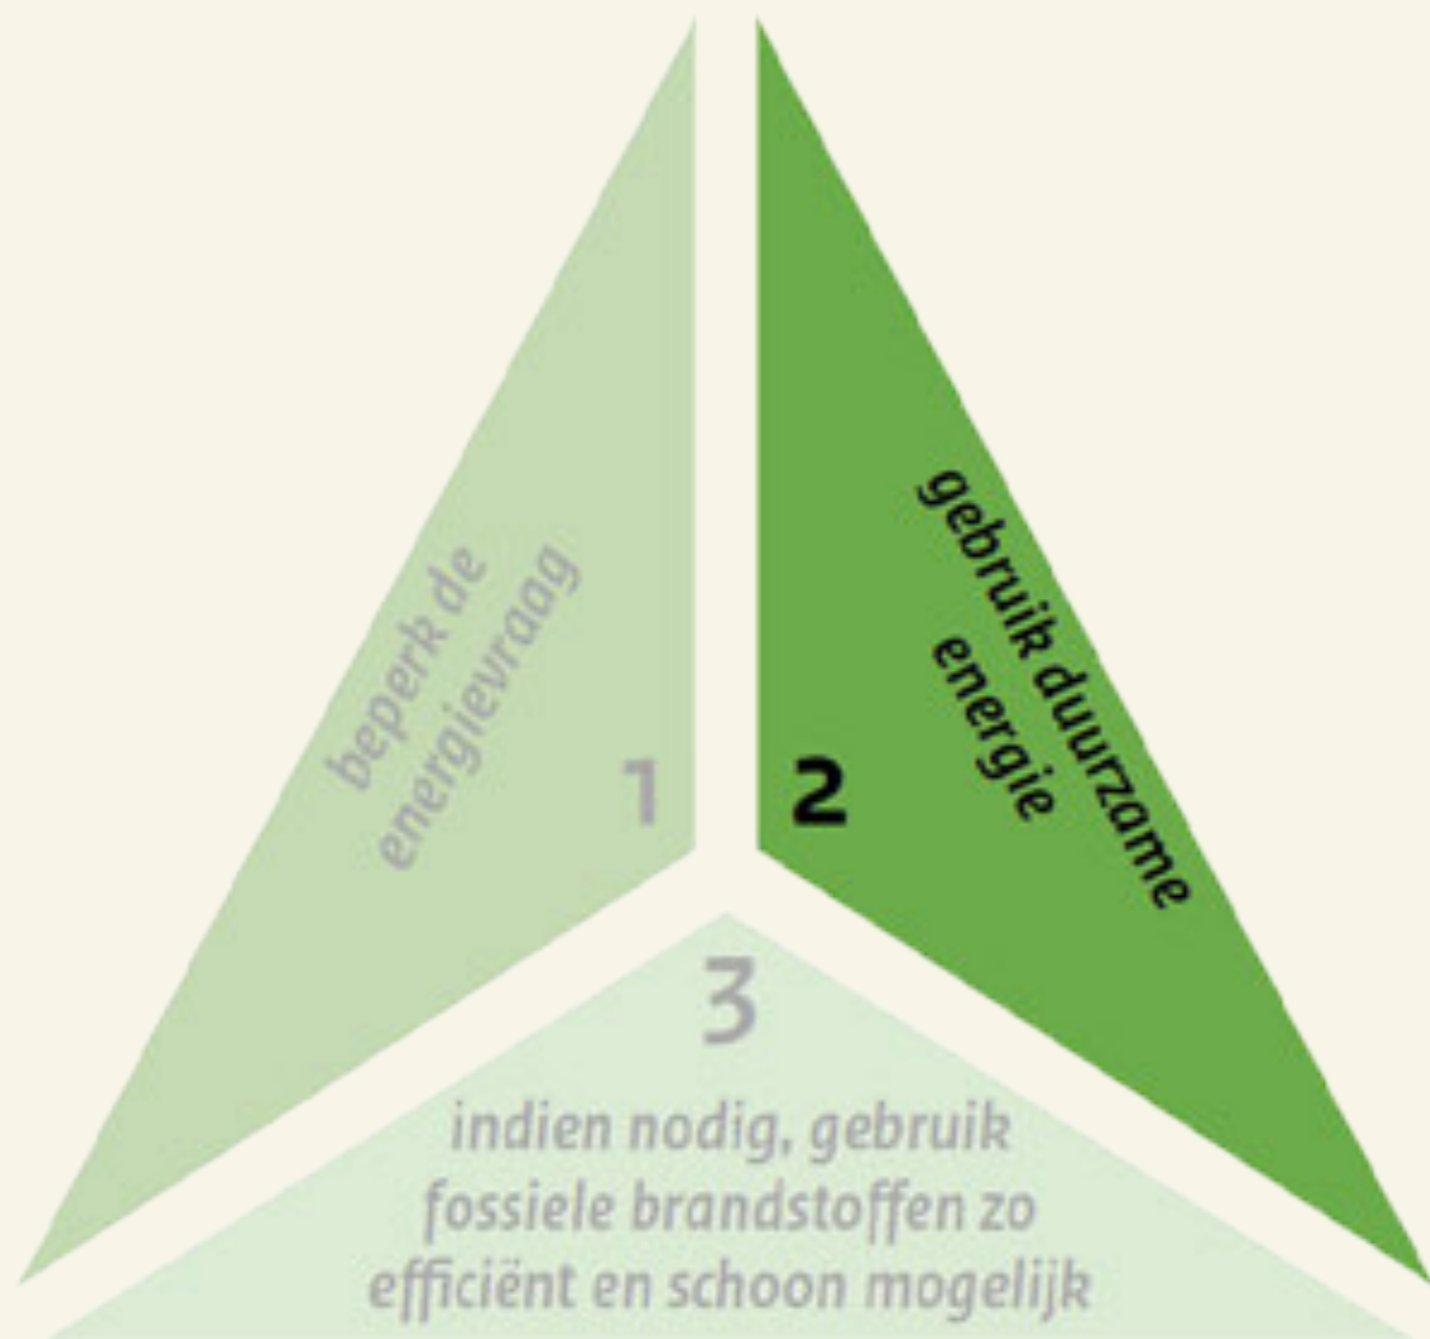 beperk de
energievraag
1
gebruik duurzame
energie
2
3
indien nodig, gebruik
fossiele brandstoffen zo
efficiënt en schoon mogelijk